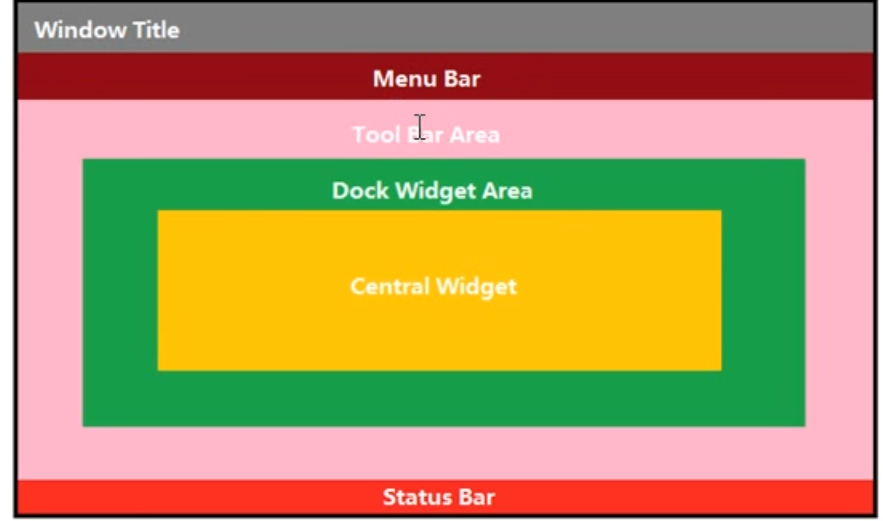 Window Title
Menu Bar
Tool Bar Area
Dock Widget Area
Central Widget
Status Bar